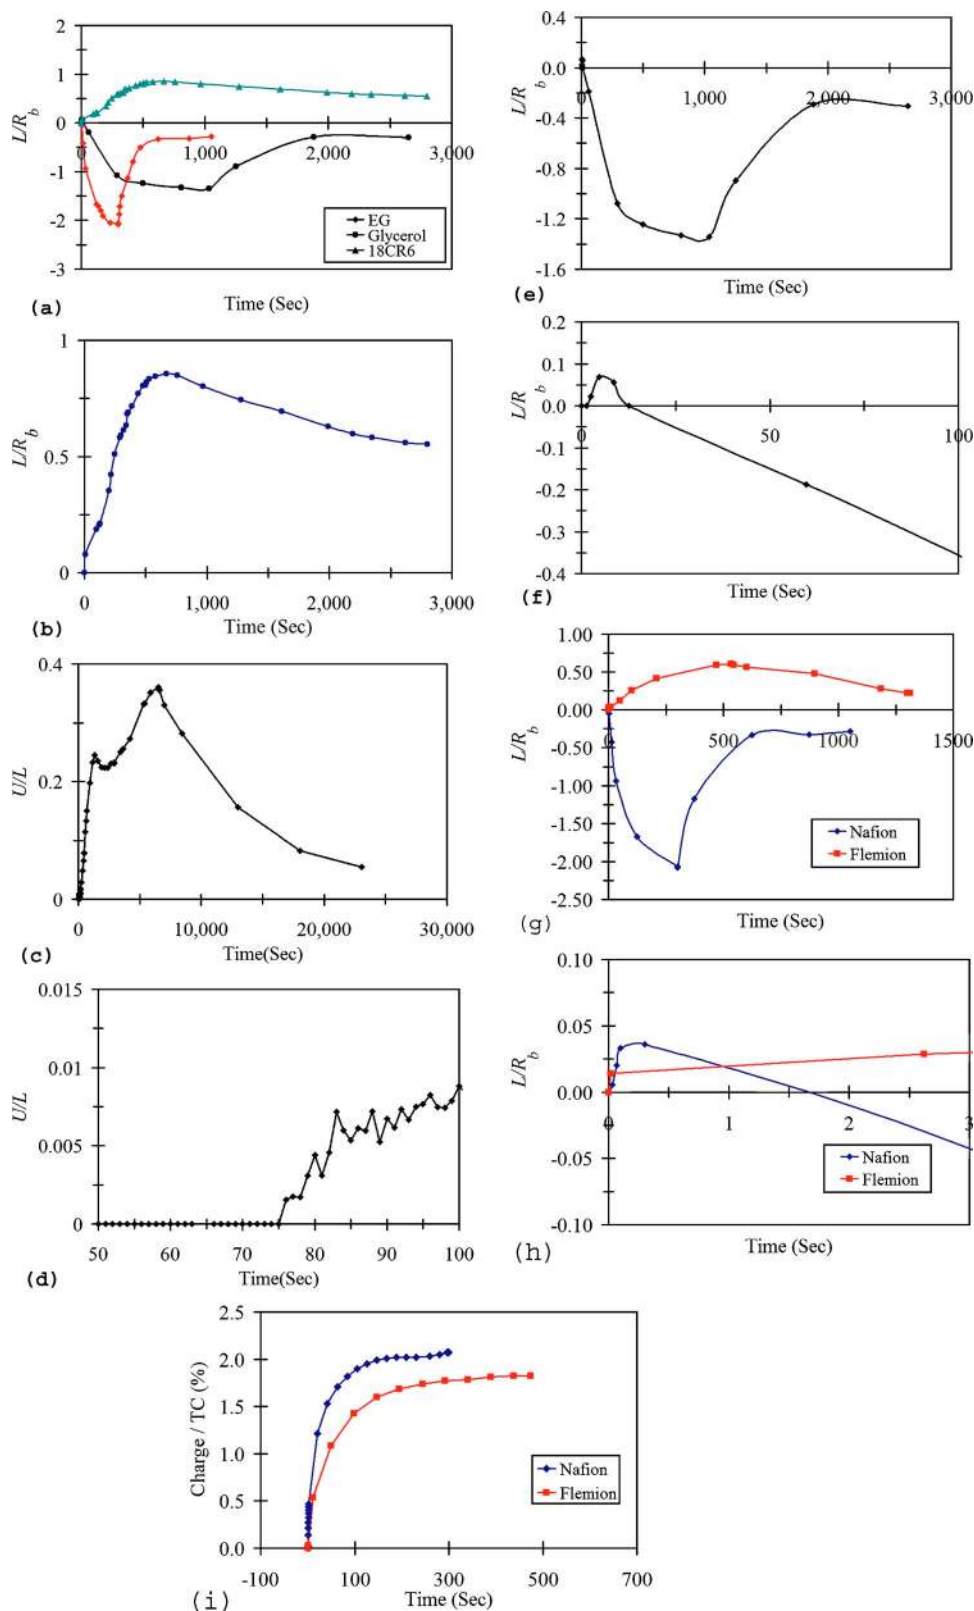 2
1
0
-1
-2
-3
0
1,000
2,000
3,000
L/Rb
EG
Glycerol
18CR6
(a)
Time (Sec)
1
0.5
0
0
1,000
2,000
3,000
L/Rb
(b)
Time (Sec)
0.4
0.2
0
0
10,000
20,000
30,000
U/L
(c)
Time(Sec)
0.015
0.01
0.005
0
50
60
70
80
90
100
U/L
(d)
Time(Sec)
0.4
0.0
-0.4
-0.8
-1.2
-1.6
0
1,000
2,000
3,000
L/Rb
(e)
Time (Sec)
0.2
0.1
0.0
-0.1
-0.2
-0.3
-0.4
0
50
100
L/Rb
(f)
Time (Sec)
1.00
0.50
0.00
-0.50
-1.00
-1.50
-2.00
-2.50
0
500
1000
1500
L/Rb
Nafion
Flemion
(g)
Time (Sec)
0.10
0.05
0.00
-0.05
-0.10
0
1
2
3
L/Rb
Nafion
Flemion
(h)
Time (Sec)
2.5
2.0
1.5
1.0
0.5
0.0
-100
100
300
500
700
Charge / TC (%)
Nafion
Flemion
(i)
Time (Sec)